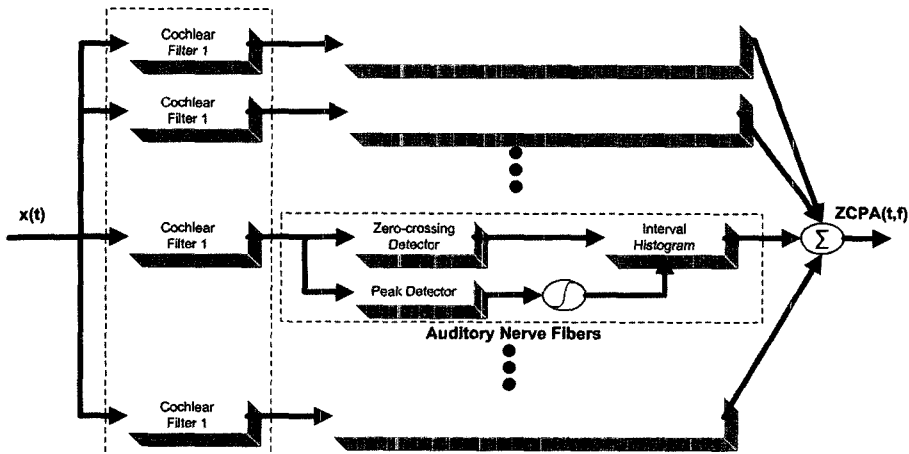 Cochlear
Filter 1
Cochlear
Filter 1
x(t)
Cochlear
Filter 1
Zero-crossing
Detector
Interval
Histogram
Σ
ZCPA(t,f)
Peak Detector
∫
Auditory Nerve Fibers
Cochlear
Filter 1